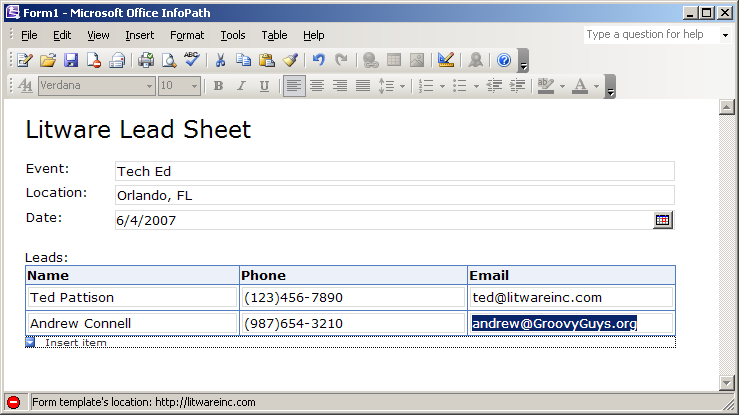 Form1 - Microsoft Office InfoPath
File Edit View Insert Format Tools Table Help Type a question for help
ABC
Verdana 10 B I U
Litware Lead Sheet
Event: Tech Ed
Location: Orlando, FL
Date: 6/4/2007
Leads:
Name Phone Email
Ted Pattison (123)456-7890 ted@litwareinc.com
Andrew Connell (987)654-3210 andrew@GroovyGuys.org
Insert item
Form template's location: http://litwareinc.com